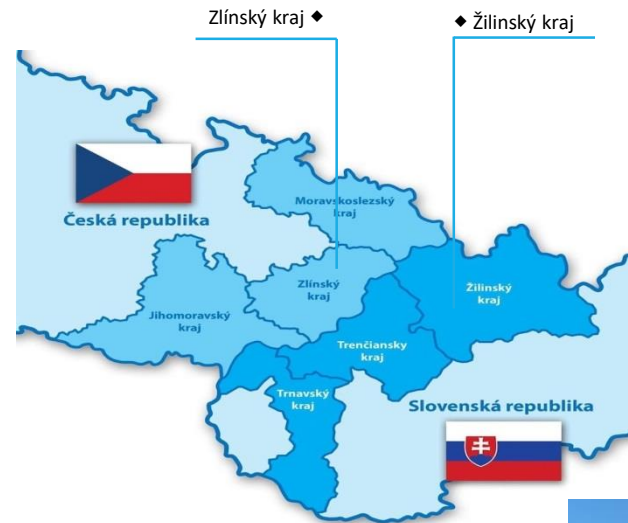 Zlínský kraj ◆
◆ Žilinský kraj
Moravskoslezský
kraj
Česká republika
Zlínský
kraj
Žilinský
kraj
Jihomoravský
kraj
Trenčiansky
kraj
Trnavský
kraj
Slovenská republika